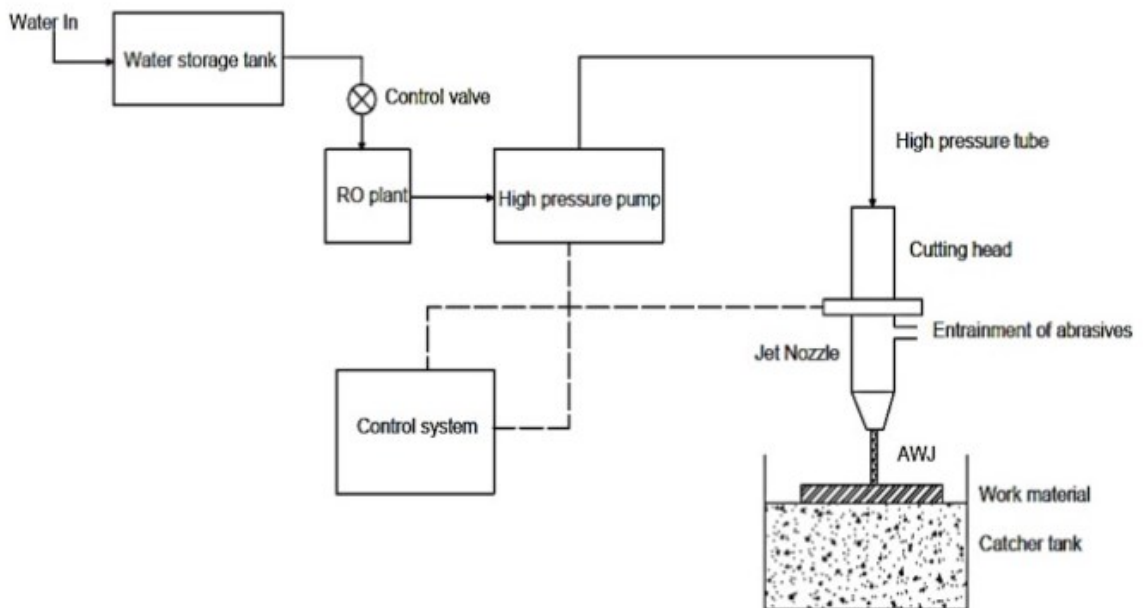 Water In
Water storage tank
Control valve
High pressure tube
RO plant
High pressure pump
Cutting head
Entrainment of abrasives
Jet Nozzle
Control system
AWJ
Work material
Catcher tank